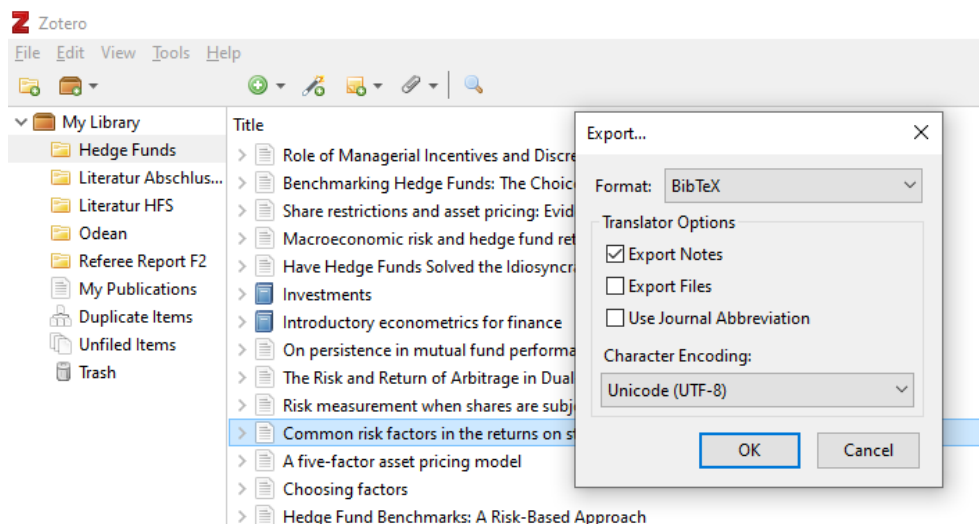 Zotero
File Edit View Tools Help
My Library
Hedge Funds
Literatur Abschlus...
Literatur HFS
Odean
Referee Report F2
My Publications
Duplicate Items
Unfiled Items
Trash
Title
Role of Managerial Incentives and Discre
Benchmarking Hedge Funds: The Choic
Share restrictions and asset pricing: Evid
Macroeconomic risk and hedge fund ret
Have Hedge Funds Solved the Idiosyncra
Investments
Introductory econometrics for finance
On persistence in mutual fund performa
The Risk and Return of Arbitrage in Dual
Risk measurement when shares are subj
Common risk factors in the returns on st
A five-factor asset pricing model
Choosing factors
Hedge Fund Benchmarks: A Risk-Based Approach
Export...
Format: BibTeX
Translator Options
Export Notes
Export Files
Use Journal Abbreviation
Character Encoding:
Unicode (UTF-8)
OK Cancel